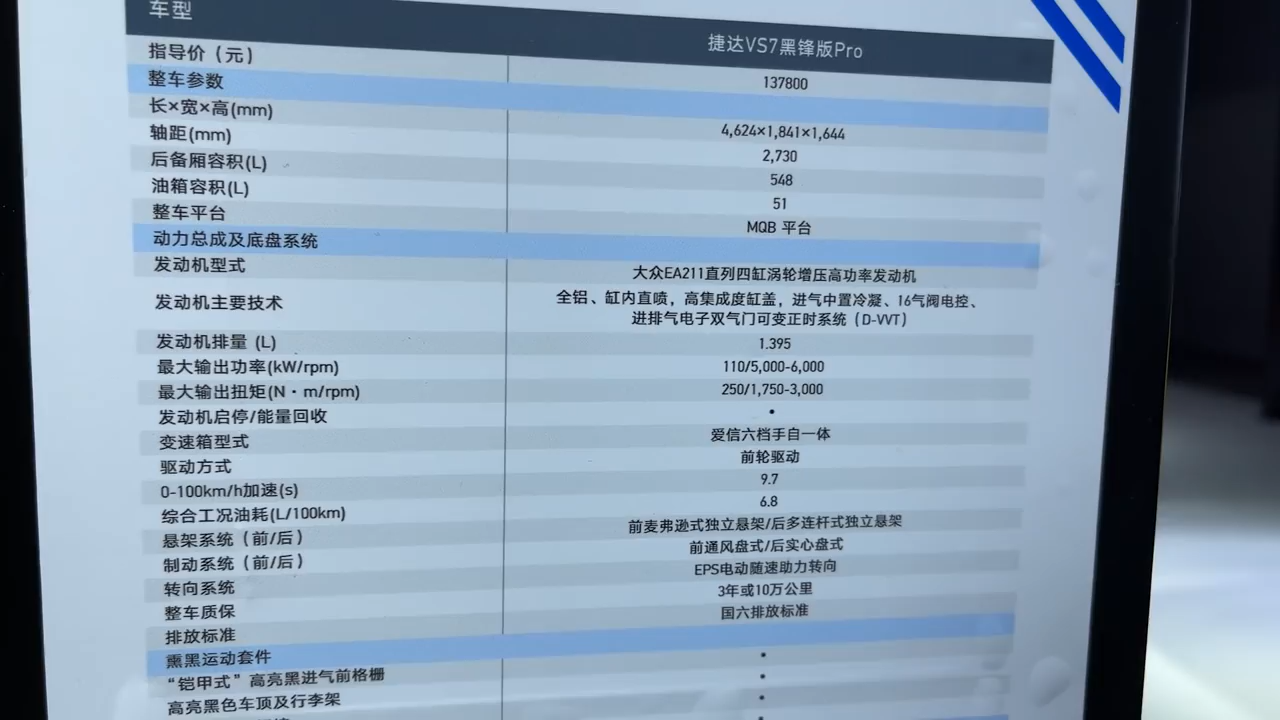 车型 捷达VS7黑锋版Pro
指导价（元） 137800
整车参数
长×宽×高(mm) 4,624×1,841×1,644
轴距(mm) 2,730
后备厢容积(L) 548
油箱容积(L) 51
整车平台 MQB 平台
动力总成及底盘系统
发动机型式 大众EA211直列四缸涡轮增压高功率发动机
发动机主要技术 全铝、缸内直喷，高集成度缸盖，进气中置冷凝、16气阀电控、
进排气电子双气门可变正时系统（D-VVT）
发动机排量 (L) 1.395
最大输出功率(kW/rpm) 110/5,000-6,000
最大输出扭矩(N·m/rpm) 250/1,750-3,000
发动机启停/能量回收 •
变速箱型式 爱信六档手自一体
驱动方式 前轮驱动
0-100km/h加速(s) 9.7
综合工况油耗(L/100km) 6.8
悬架系统（前/后） 前麦弗逊式独立悬架/后多连杆式独立悬架
制动系统（前/后） 前通风盘式/后实心盘式
转向系统 EPS电动随速助力转向
整车质保 3年或10万公里
排放标准 国六排放标准
熏黑运动套件
“铠甲式”高亮黑进气前格栅 •
高亮黑色车顶及行李架 •